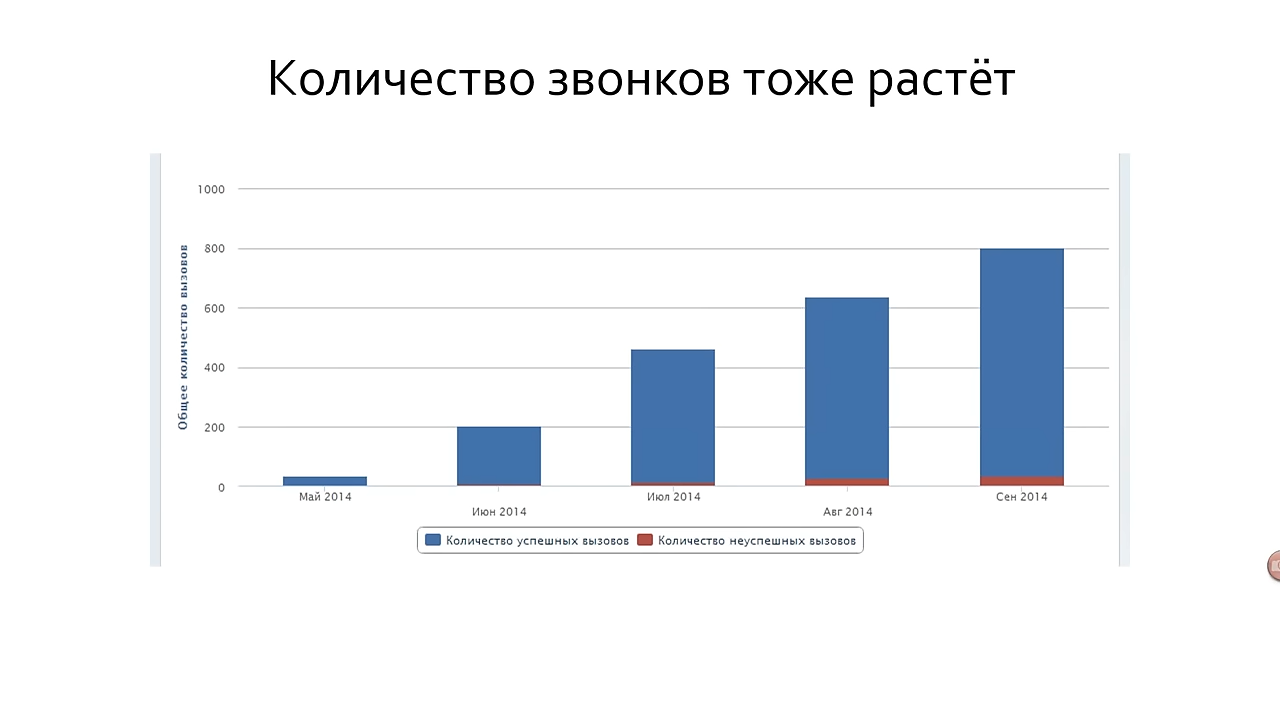 Количество звонков тоже растёт
Общее количество вызовов
1000
800
600
400
200
0
Май 2014
Июн 2014
Июл 2014
Авг 2014
Сен 2014
Количество успешных вызовов
Количество неуспешных вызовов